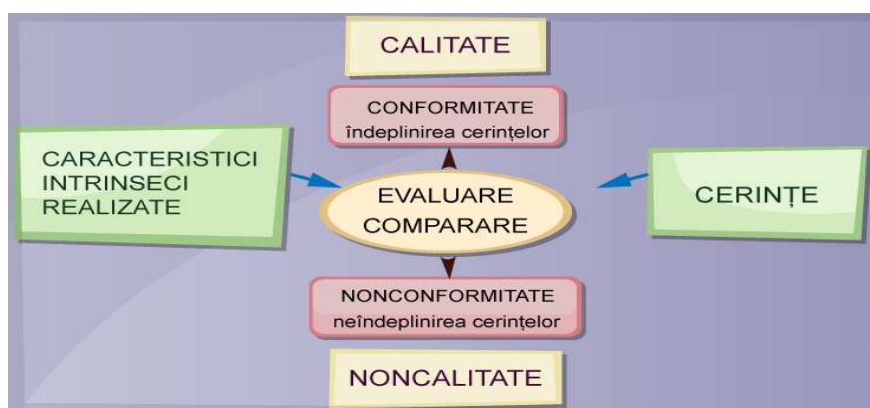 CALITATE
CONFORMITATE
îndeplinirea cerințelor
CARACTERISTICI
INTRINSECI
REALIZATE
EVALUARE
COMPARARE
CERINȚE
NONCONFORMITATE
neîndeplinirea cerințelor
NONCALITATE